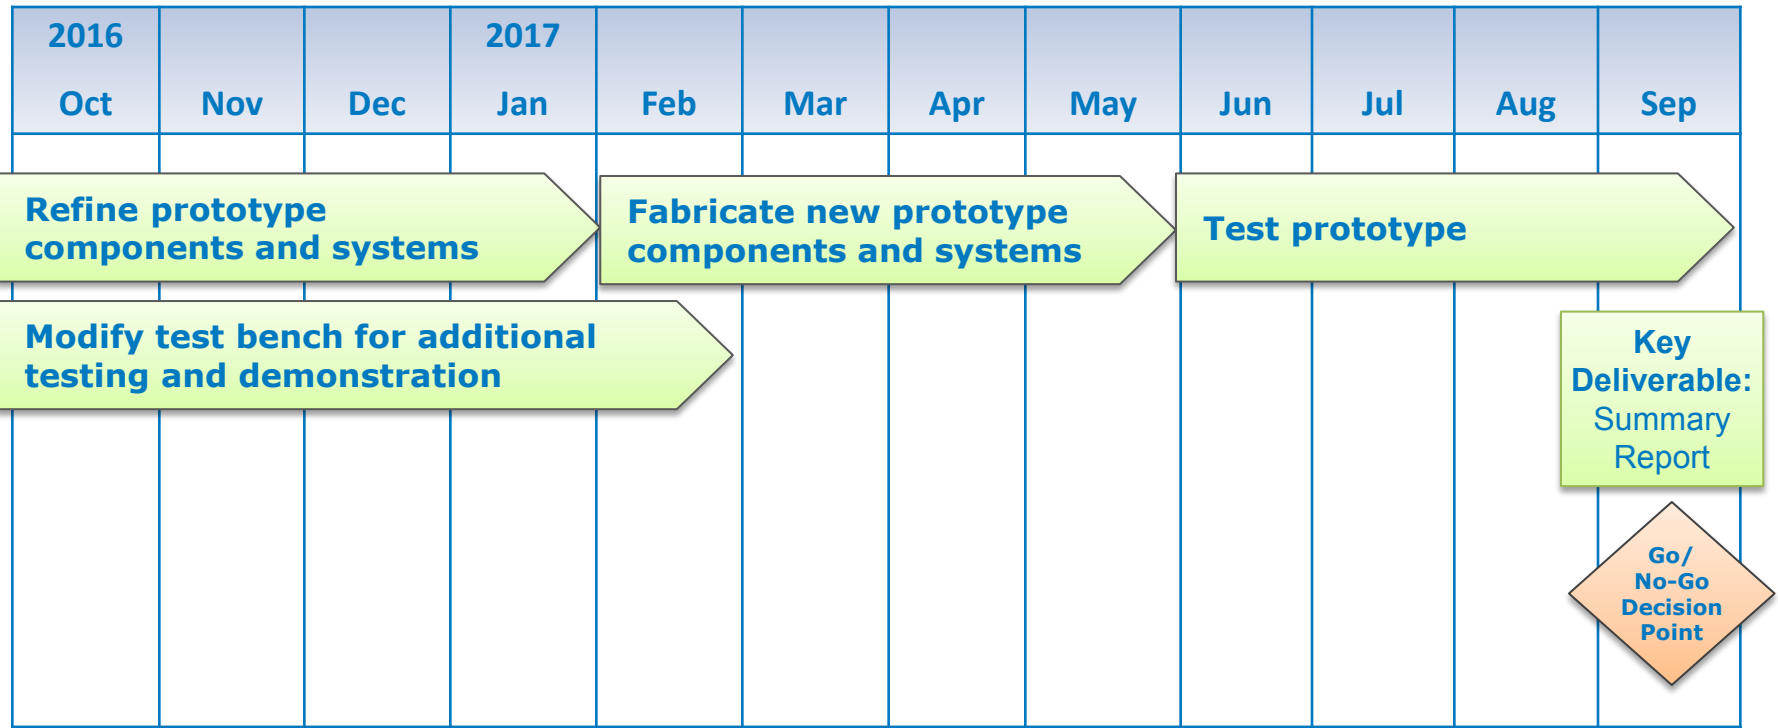 2016 2017
Oct Nov Dec Jan Feb Mar Apr May Jun Jul Aug Sep
Refine prototype
components and systems
Fabricate new prototype
components and systems
Test prototype
Modify test bench for additional
testing and demonstration
Key
Deliverable:
Summary
Report
Go/
No-Go
Decision
Point